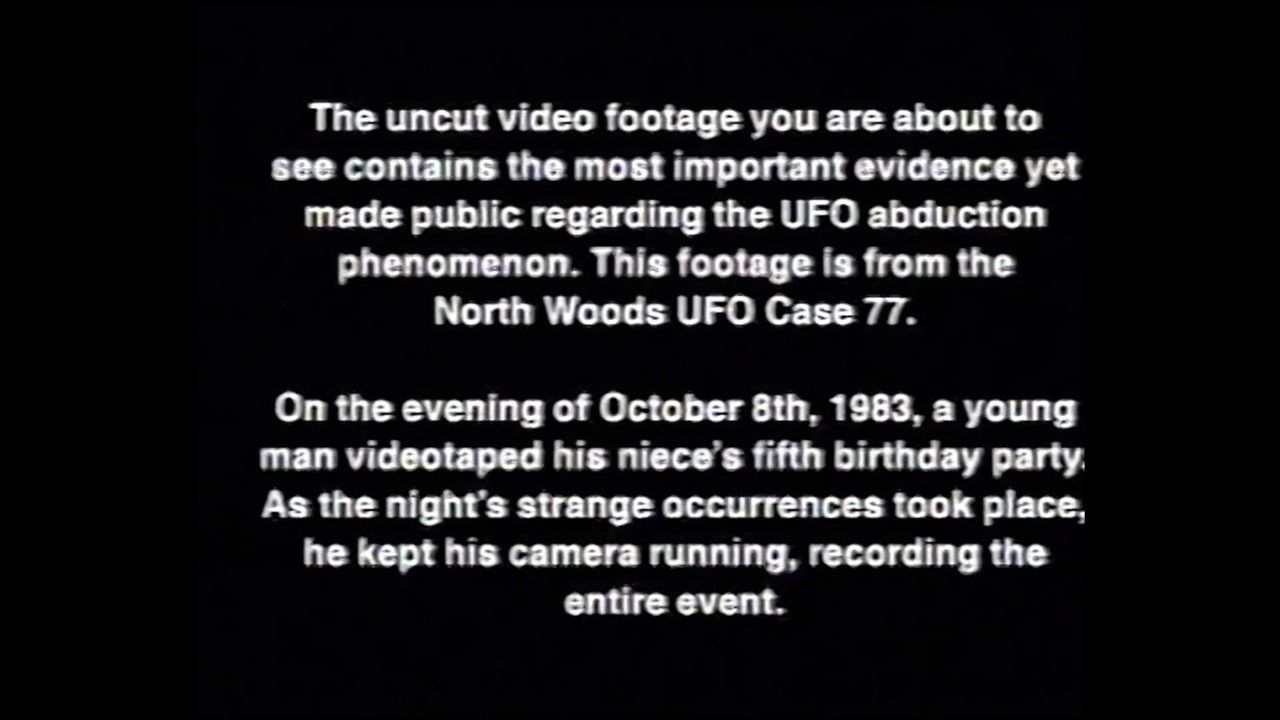 The uncut video footage you are about to
see contains the most important evidence yet
made public regarding the UFO abduction
phenomenon. This footage is from the
North Woods UFO Case 77.
On the evening of October 8th, 1983, a young
man videotaped his niece's fifth birthday party.
As the night's strange occurrences took place,
he kept his camera running, recording the
entire event.